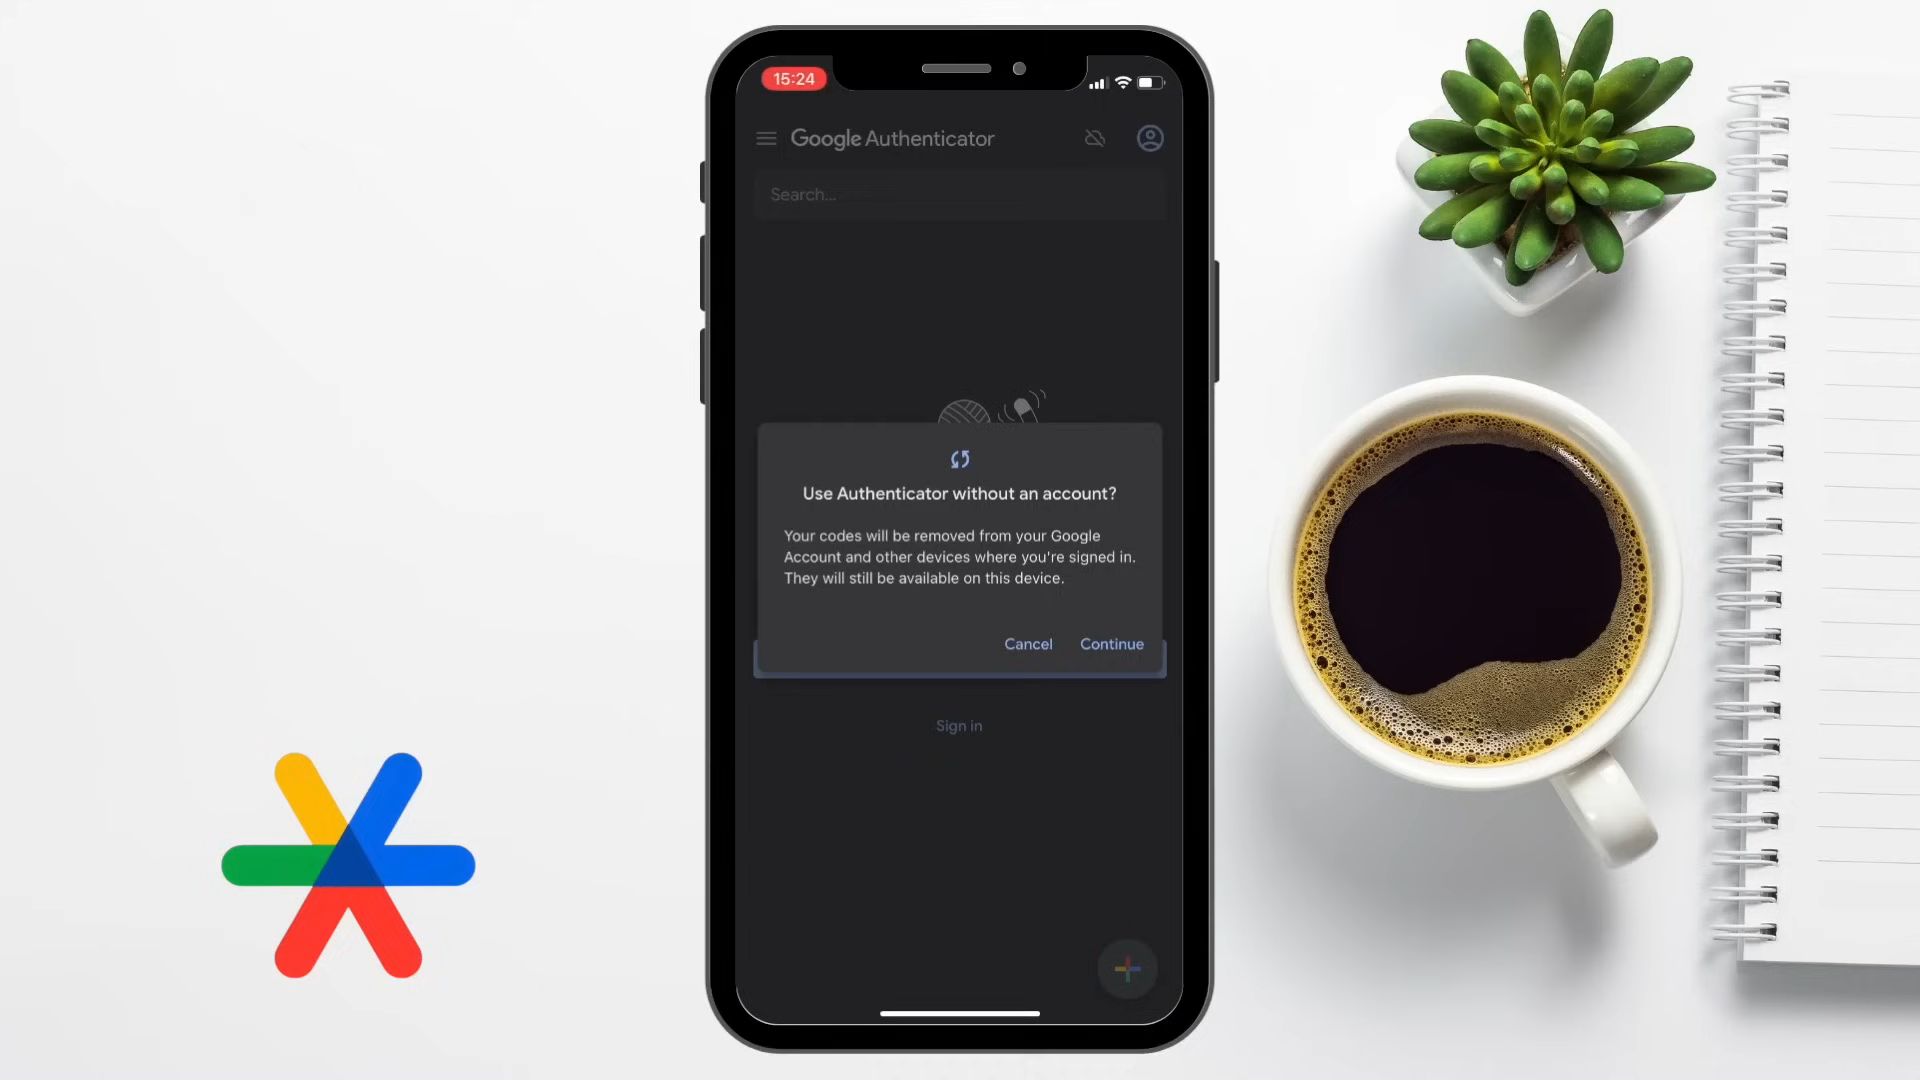 15:24
Google Authenticator
Search...
Use Authenticator without an account?
Your codes will be removed from your Google
Account and other devices where you're signed in.
They will still be available on this device.
Cancel Continue
Sign in